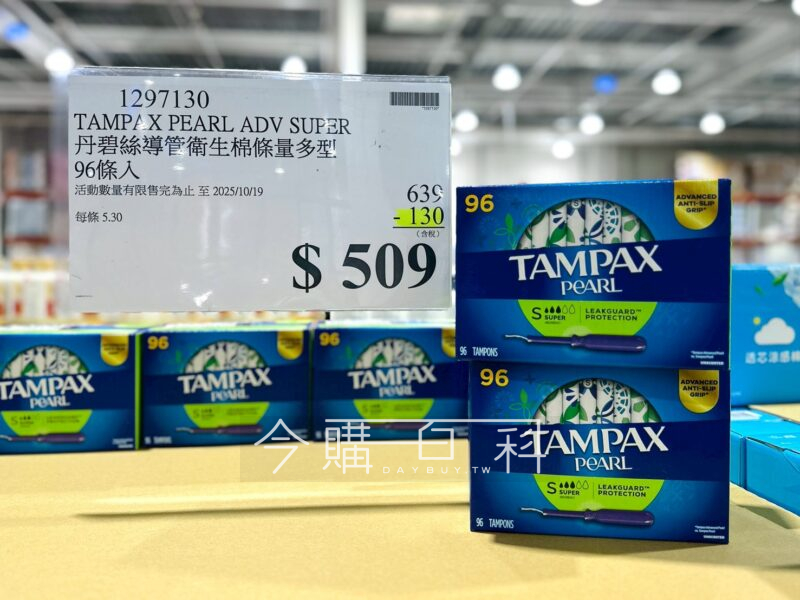 1297130
TAMPAX PEARL ADV SUPER
丹碧絲導管衛生棉條量多型
96條入
活動數量有限售完為止 至 2025/10/19
每條 5.30
639
- 130
(含稅)
$ 509
96
ADVANCED
ANTI-SLIP
GRIP*
TAMPAX
PEARL
S SUPER
LEAKGUARD™
PROTECTION
96 TAMPONS
UNSCENTED
96
ADVANCED
ANTI-SLIP
GRIP*
TAMPAX
PEARL
S SUPER
LEAKGUARD™
PROTECTION
96 TAMPONS
UNSCENTED
TAMPAX
PEARL
96
TAMPAX
PEARL
96
TAMPAX
PEARL
今購百科
DAYBUY.TW